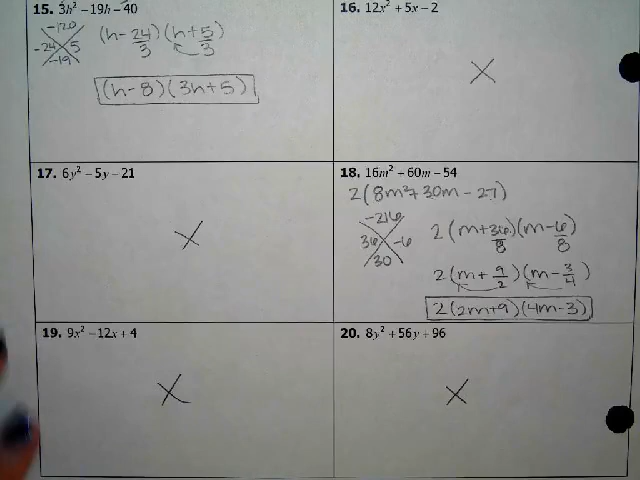 15. 3h² -19h -40
-120
-24 5
-19
(h - 24/3)(h + 5/3)
(h - 8)(3h + 5)
16. 12x² + 5x - 2
X
17. 6y² - 5y - 21
X
18. 16m² + 60m - 54
2(8m² + 30m - 27)
-216
36 -6
30
2(m + 36/8)(m - 6/8)
2(m + 9/2)(m - 3/4)
2(2m+9)(4m-3)
19. 9x² - 12x + 4
X
20. 8y² + 56y + 96
X